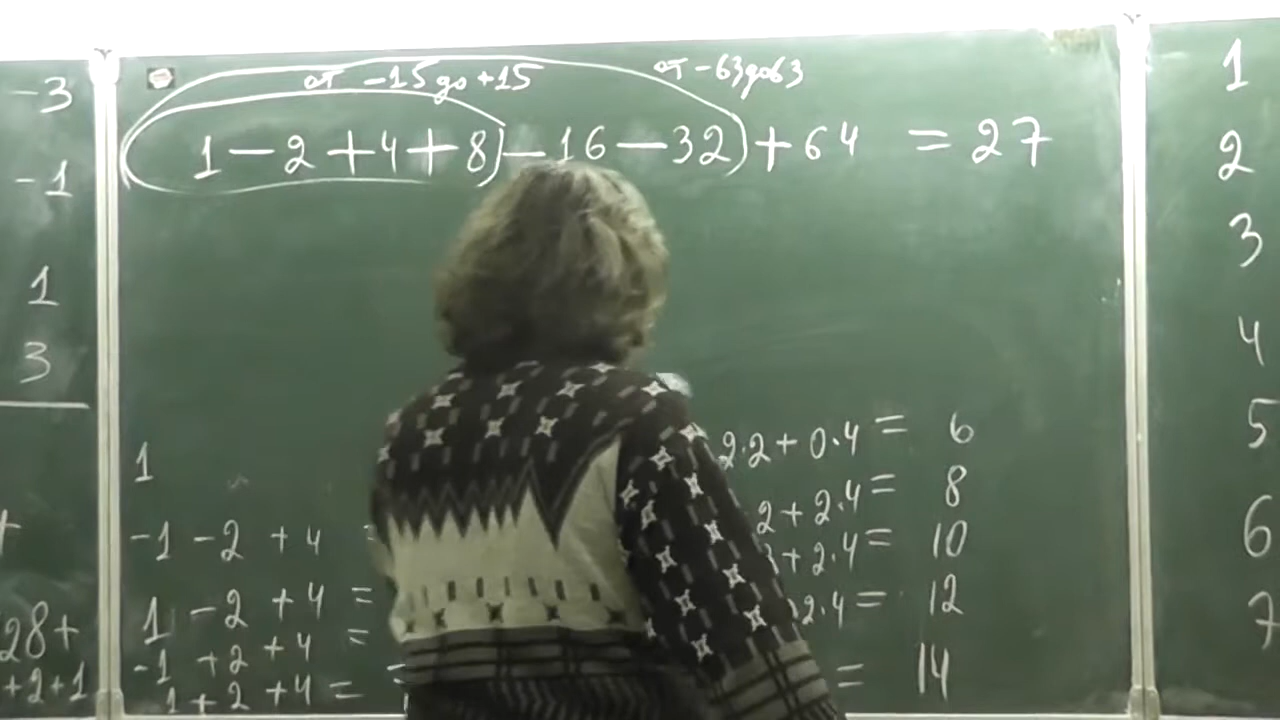 -3
-1
1
3
28+
+2+1
от -15 до +15
от -63 до 63
1-2+4+8)-16-32)+64 = 27
1
-1 -2 +4 =
1 -2 +4 =
-1 +2 +4 =
1+2 +4 =
2·2+0·4 = 6
2+2·4 = 8
+2·4 = 10
2·4 = 12
= 14
1
2
3
4
5
6
7